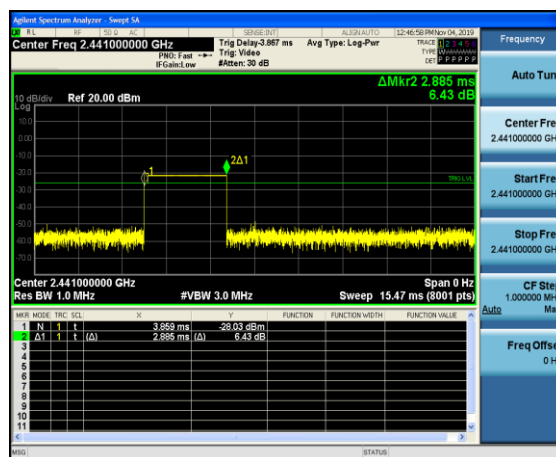 Agilent Spectrum Analyzer - Swept SA
RL RF 50 Ω AC SENSE:INT ALIGNAUTO 12:46:58 PM Nov 04, 2019
Center Freq 2.441000000 GHz Trig Delay-3.867 ms Avg Type: Log-Pwr TRACE 1 2 3 4 5 6
PNO: Fast Trig: Video TYPE
IFGain:Low #Atten: 30 dB DET P P P P P P
ΔMkr2 2.885 ms
6.43 dB
10 dB/div Ref 20.00 dBm
Log
10.0
0.00
-10.0
-20.0
-30.0
-40.0
-50.0
-60.0
-70.0
1
2Δ1
TRIG LVL
Center 2.441000000 GHz Span 0 Hz
Res BW 1.0 MHz #VBW 3.0 MHz Sweep 15.47 ms (8001 pts)
MKR MODE TRC SCL X Y FUNCTION FUNCTION WIDTH FUNCTION VALUE
1 N 1 t 3.859 ms -28.03 dBm
2 Δ1 1 t (Δ) 2.885 ms (Δ) 6.43 dB
3
4
5
6
7
8
9
10
11
MSG STATUS
Frequency
Auto Tun
Center Fre
2.441000000 GH
Start Fre
2.441000000 GH
Stop Fre
2.441000000 GH
CF Ste
1.000000 MH
Auto Ma
Freq Offse
0 H